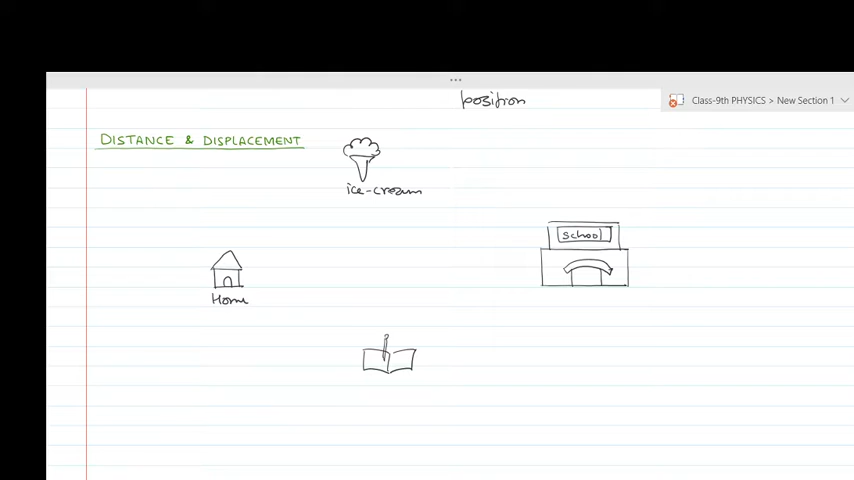 position
Class-9th PHYSICS > New Section 1
DISTANCE & DISPLACEMENT
ice-cream
school
Home